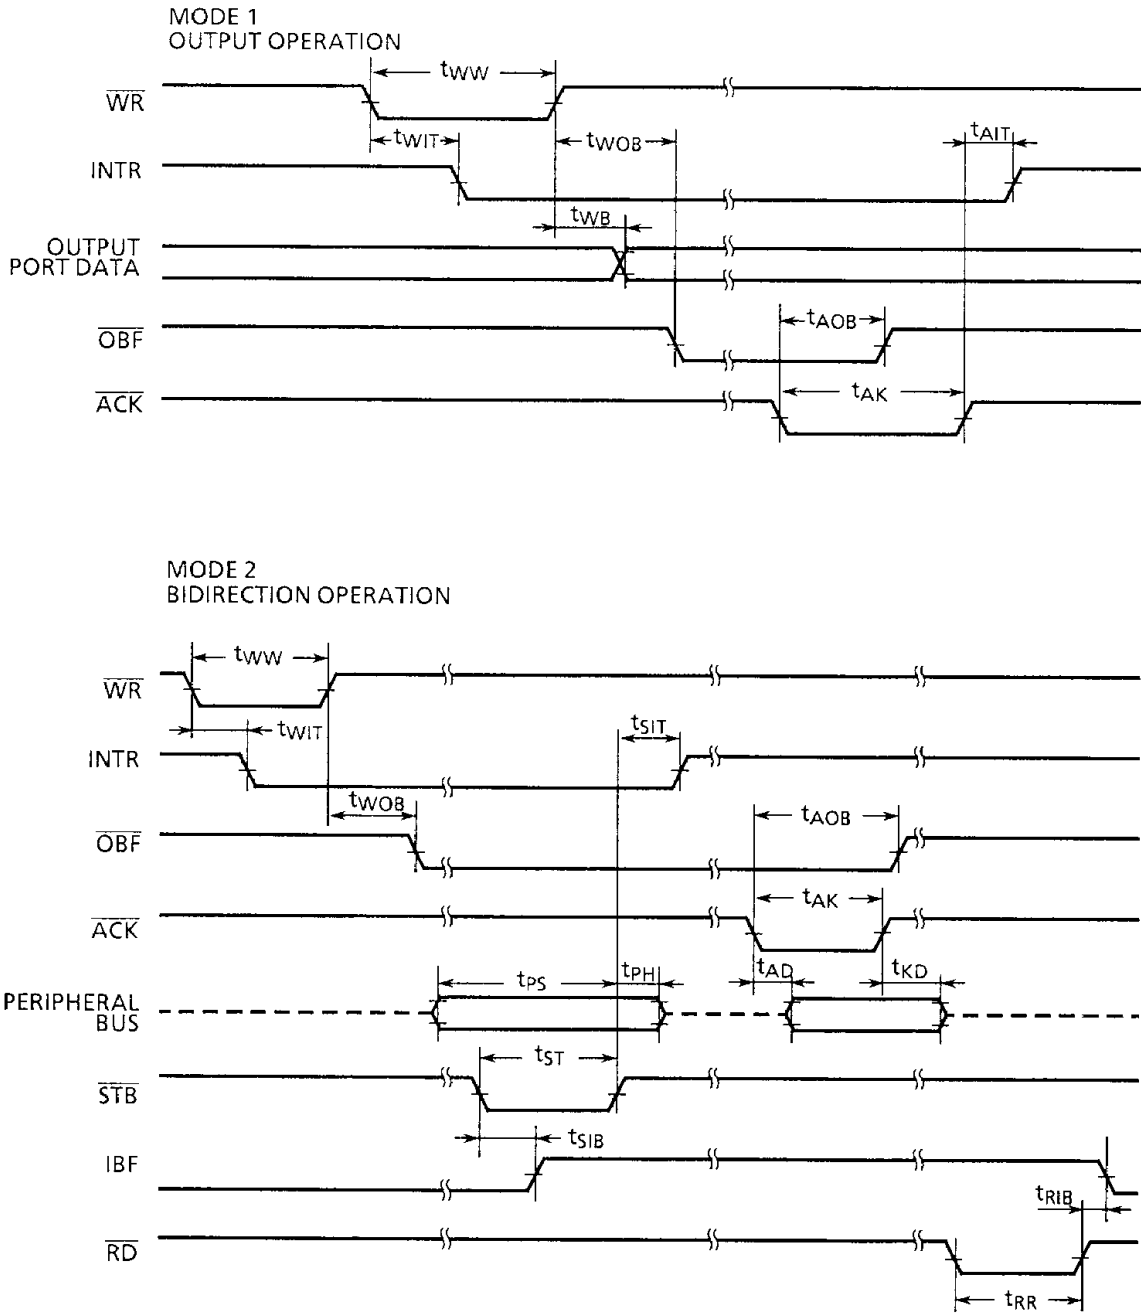 MODE 1
OUTPUT OPERATION
tWW
WR
tWIT
tWOB
tAIT
INTR
tWB
OUTPUT
PORT DATA
tAOB
OBF
tAK
ACK
MODE 2
BIDIRECTION OPERATION
tWW
WR
tWIT
tSIT
INTR
tWOB
tAOB
OBF
tAK
ACK
tPS
tPH
tAD
tKD
PERIPHERAL
BUS
tST
STB
tSIB
IBF
tRIB
RD
tRR